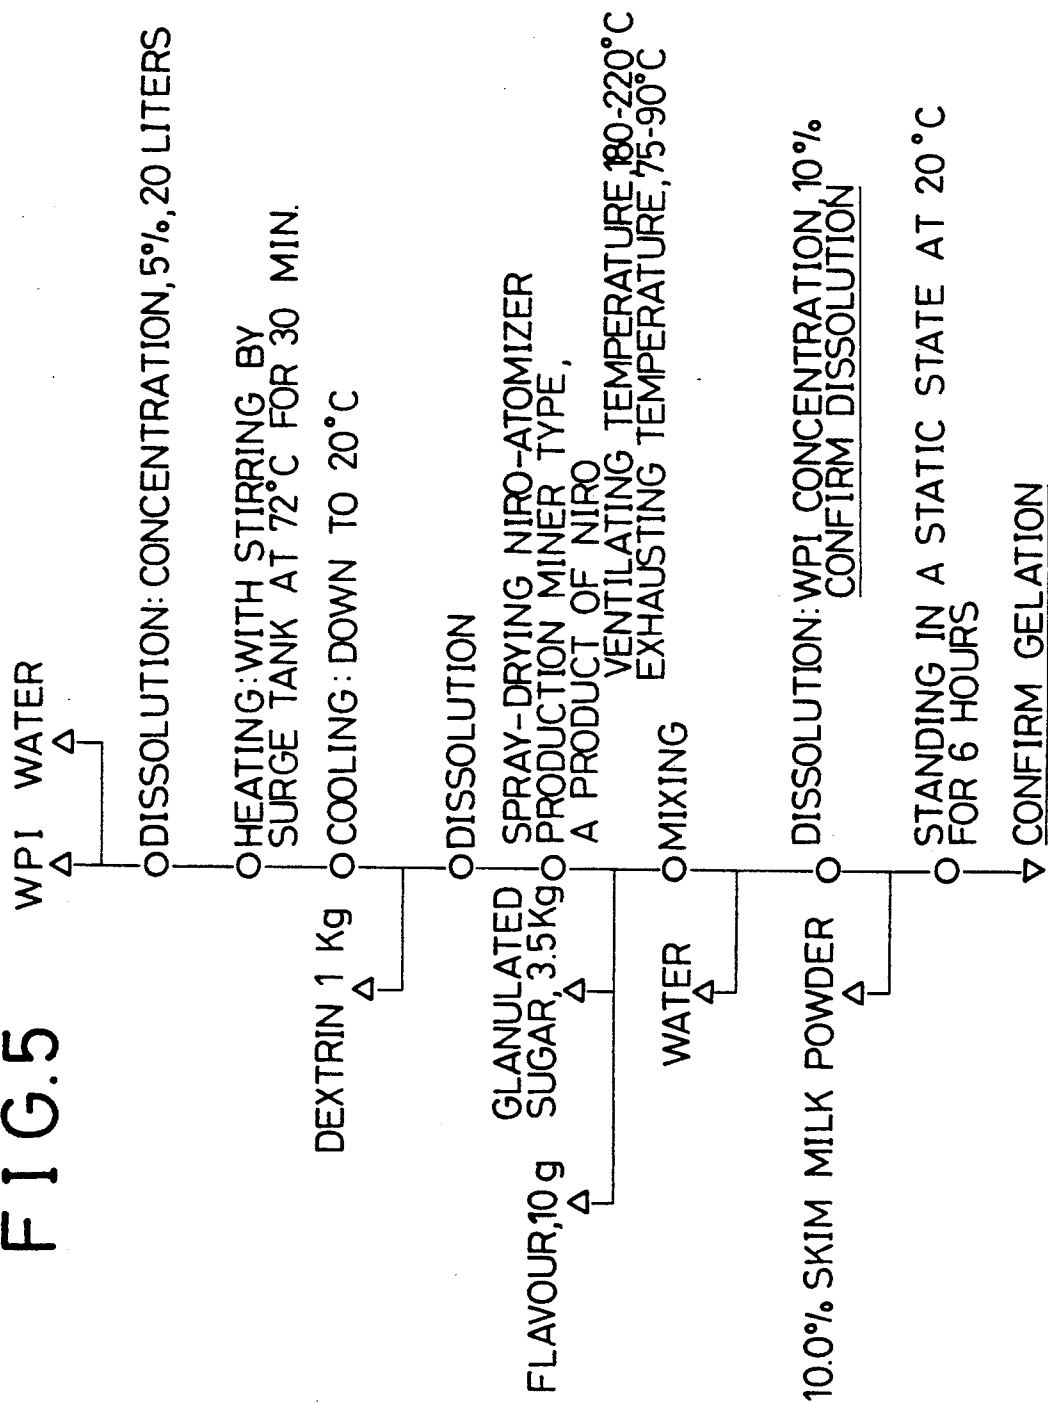 FIG.5
WPI WATER
DISSOLUTION: CONCENTRATION, 5%, 20 LITERS
HEATING: WITH STIRRING BY
SURGE TANK AT 72°C FOR 30 MIN.
COOLING: DOWN TO 20°C
DEXTRIN 1 Kg
DISSOLUTION
SPRAY-DRYING NIRO-ATOMIZER
PRODUCTION MINER TYPE,
A PRODUCT OF NIRO
VENTILATING TEMPERATURE, 180-220°C
EXHAUSTING TEMPERATURE, 75-90°C
GLANULATED
SUGAR, 3.5Kg
FLAVOUR, 10 g
MIXING
WATER
DISSOLUTION: WPI CONCENTRATION, 10%
CONFIRM DISSOLUTION
10.0% SKIM MILK POWDER
STANDING IN A STATIC STATE AT 20°C
FOR 6 HOURS
CONFIRM GELATION